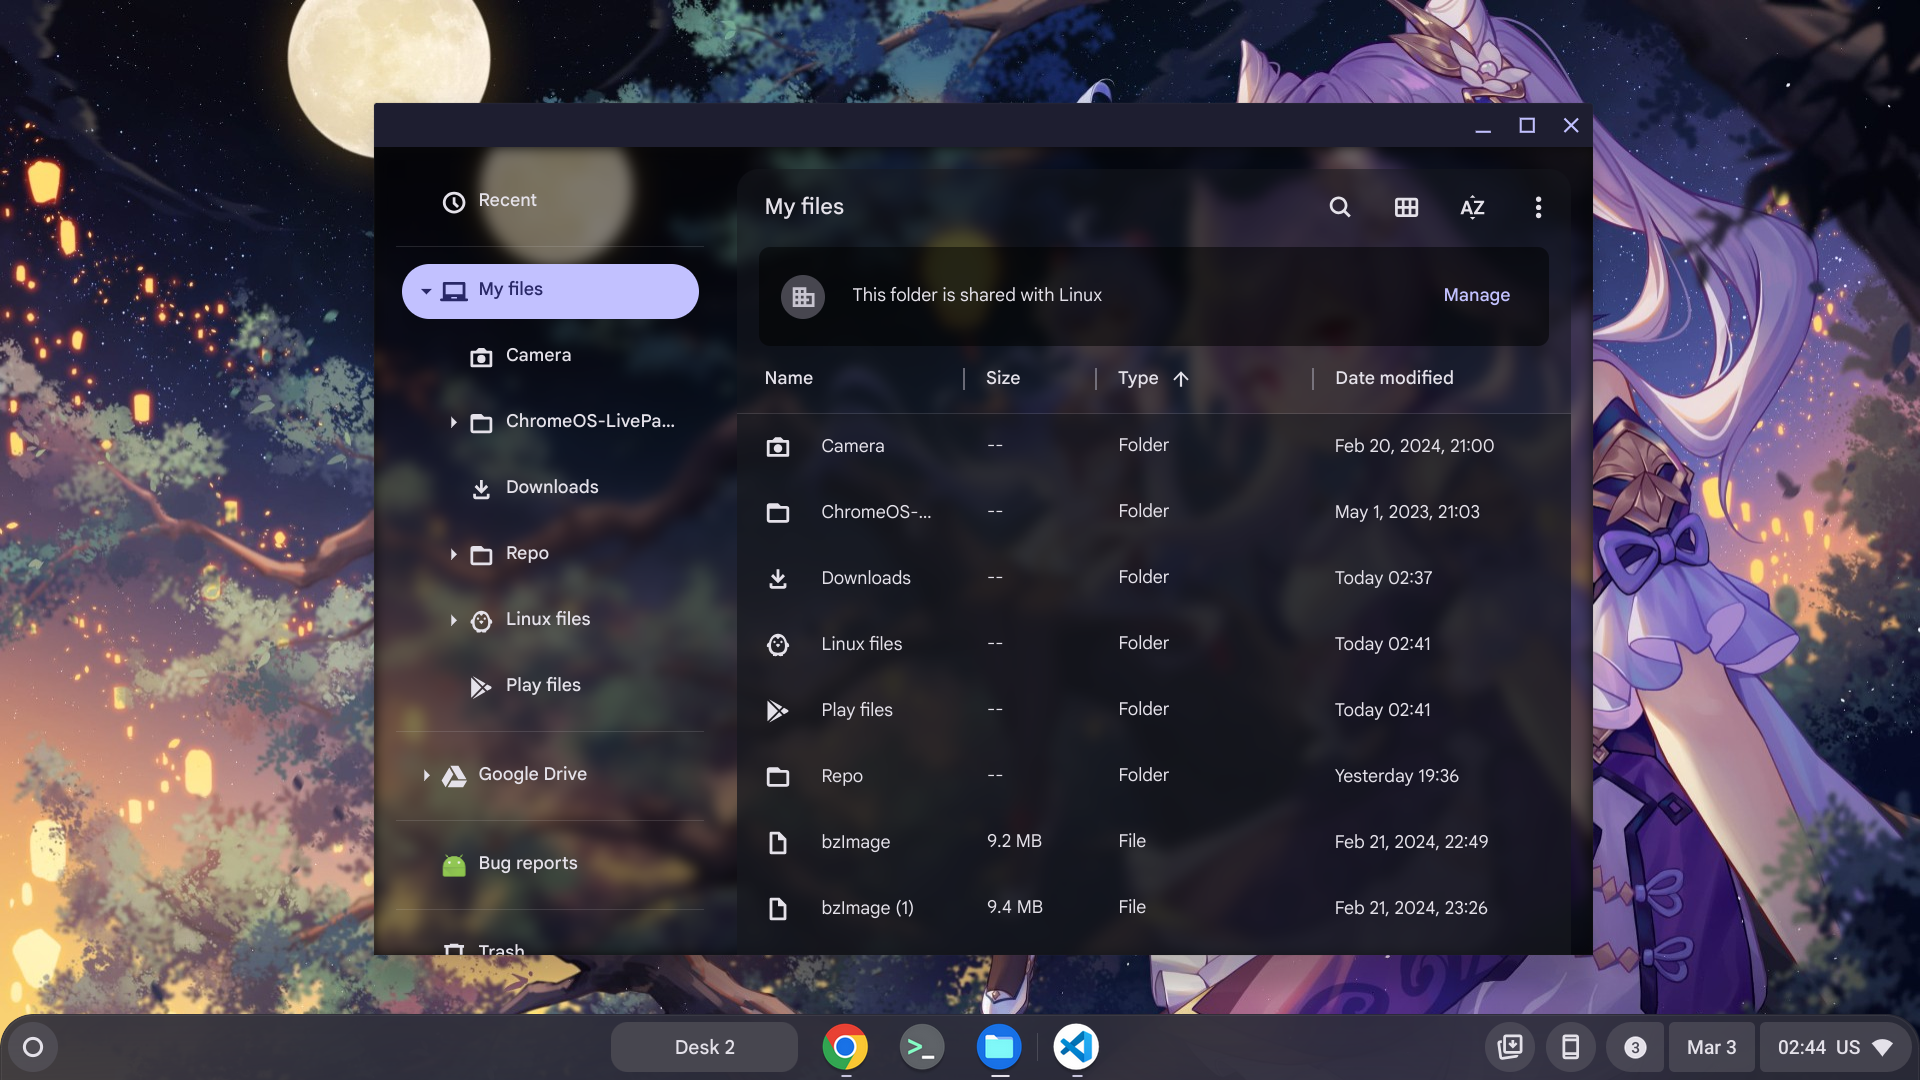 Recent
My files
Camera
ChromeOS-LivePa...
Downloads
Repo
Linux files
Play files
Google Drive
Bug reports
Trash
My files
AZ
This folder is shared with Linux Manage
Name Size Type Date modified
Camera -- Folder Feb 20, 2024, 21:00
ChromeOS-... -- Folder May 1, 2023, 21:03
Downloads -- Folder Today 02:37
Linux files -- Folder Today 02:41
Play files -- Folder Today 02:41
Repo -- Folder Yesterday 19:36
bzImage 9.2 MB File Feb 21, 2024, 22:49
bzImage (1) 9.4 MB File Feb 21, 2024, 23:26
Desk 2 >_ 3 Mar 3 02:44 US